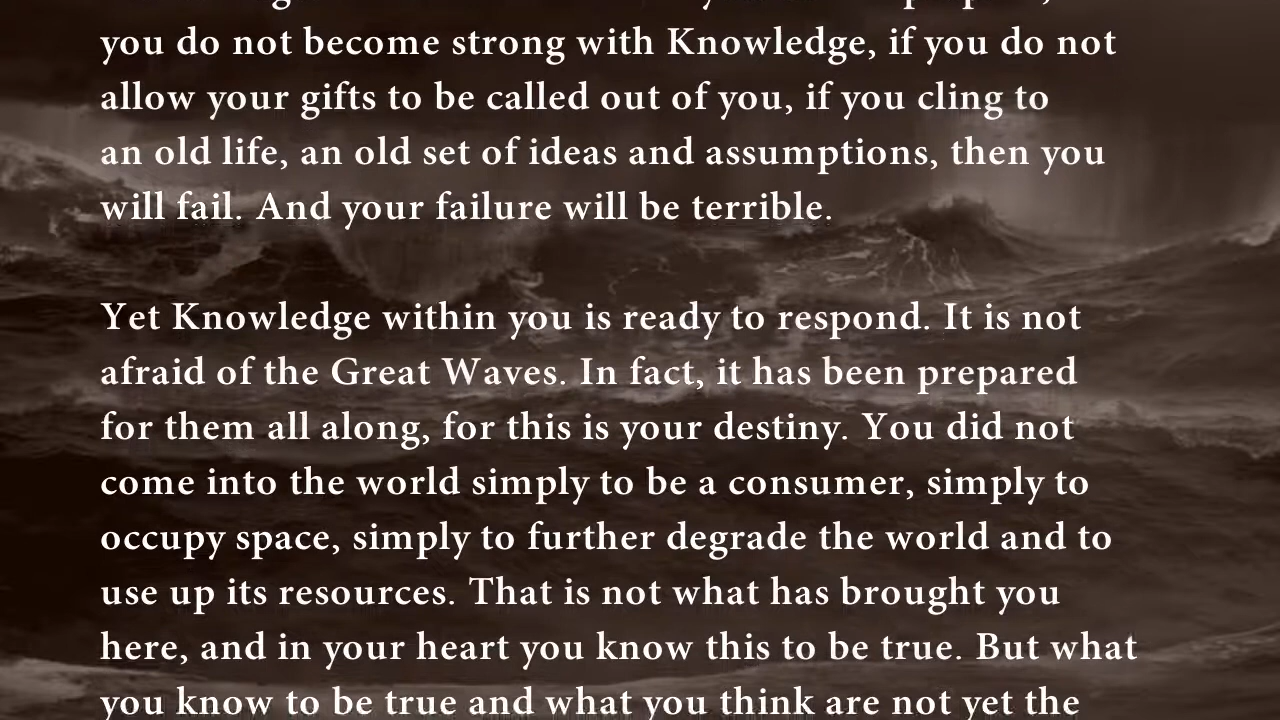 you do not become strong with Knowledge, if you do not
allow your gifts to be called out of you, if you cling to
an old life, an old set of ideas and assumptions, then you
will fail. And your failure will be terrible.
Yet Knowledge within you is ready to respond. It is not
afraid of the Great Waves. In fact, it has been prepared
for them all along, for this is your destiny. You did not
come into the world simply to be a consumer, simply to
occupy space, simply to further degrade the world and to
use up its resources. That is not what has brought you
here, and in your heart you know this to be true. But what
you know to be true and what you think are not yet the